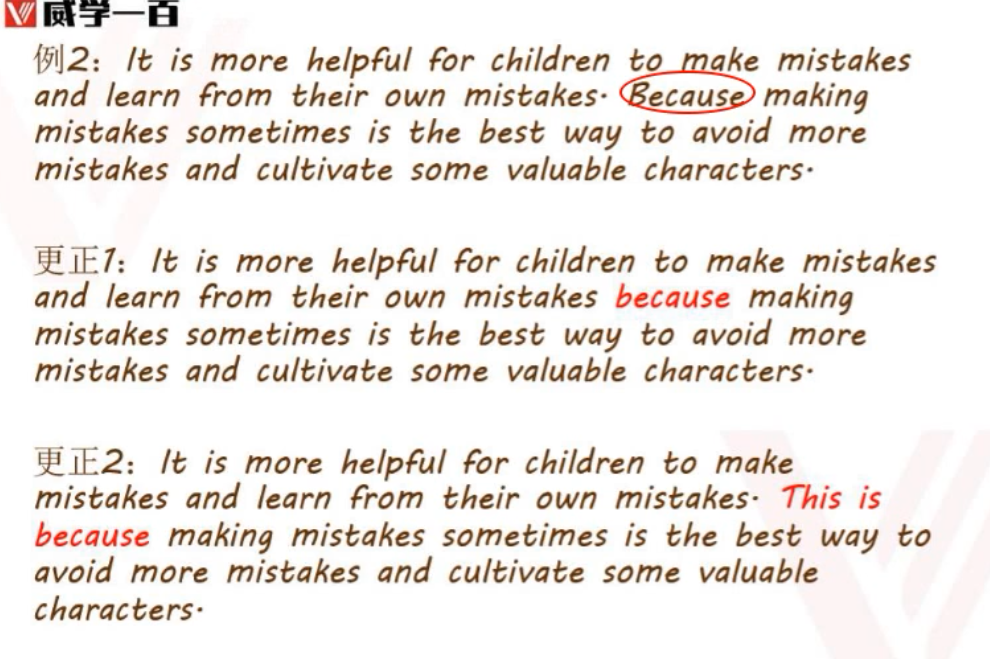 威学一百
例2：It is more helpful for children to make mistakes
and learn from their own mistakes. Because making
mistakes sometimes is the best way to avoid more
mistakes and cultivate some valuable characters.
更正1：It is more helpful for children to make mistakes
and learn from their own mistakes because making
mistakes sometimes is the best way to avoid more
mistakes and cultivate some valuable characters.
更正2：It is more helpful for children to make
mistakes and learn from their own mistakes. This is
because making mistakes sometimes is the best way to
avoid more mistakes and cultivate some valuable
characters.